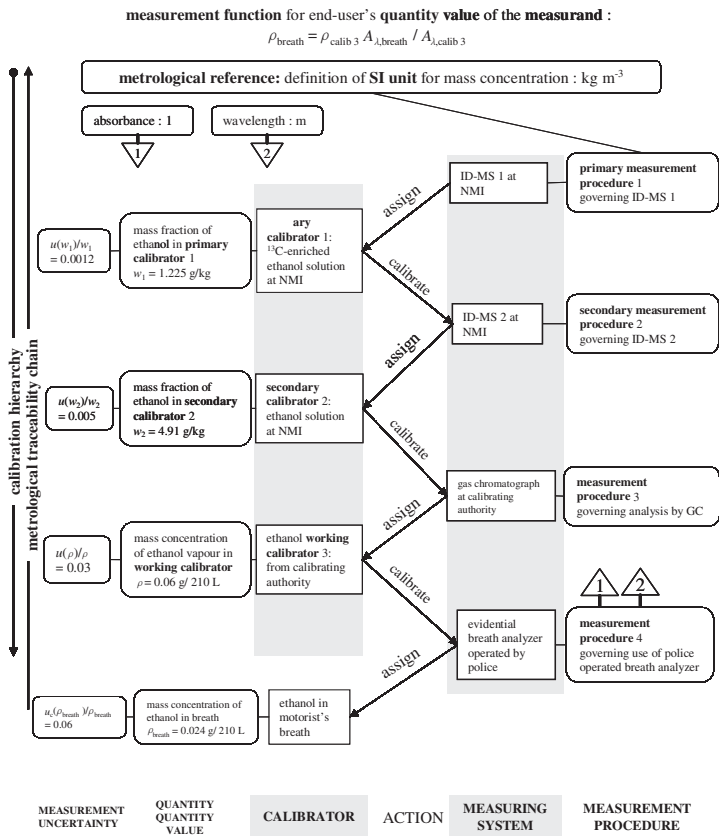 measurement function for end-user's quantity value of the measurand :
ρbreath = ρcalib 3 Aλ,breath / Aλ,calib 3
metrological reference: definition of SI unit for mass concentration : kg m-3
absorbance : 1
wavelength : m
1
2
ID-MS 1 at
NMI
primary measurement
procedure 1
governing ID-MS 1
assign
u(w1)/w1
= 0.0012
mass fraction of
ethanol in primary
calibrator 1
w1 = 1.225 g/kg
ary
calibrator 1:
13C-enriched
ethanol solution
at NMI
calibrate
ID-MS 2 at
NMI
secondary measurement
procedure 2
governing ID-MS 2
assign
calibration hierarchy
metrological traceability chain
u(w2)/w2
= 0.005
mass fraction of
ethanol in secondary
calibrator 2
w2 = 4.91 g/kg
secondary
calibrator 2:
ethanol solution
at NMI
calibrate
gas chromatograph
at calibrating
authority
measurement
procedure 3
governing analysis by GC
assign
u(ρ)/ρ
= 0.03
mass concentration
of ethanol vapour in
working calibrator
ρ = 0.06 g/ 210 L
ethanol working
calibrator 3:
from calibrating
authority
calibrate
1
2
evidential
breath analyzer
operated by
police
measurement
procedure 4
governing use of police
operated breath analyzer
assign
uc(ρbreath)/ρbreath
= 0.06
mass concentration of
ethanol in breath
ρbreath = 0.024 g/ 210 L
ethanol in
motorist's
breath
MEASUREMENT
UNCERTAINTY
QUANTITY
QUANTITY
VALUE
CALIBRATOR
ACTION
MEASURING
SYSTEM
MEASUREMENT
PROCEDURE